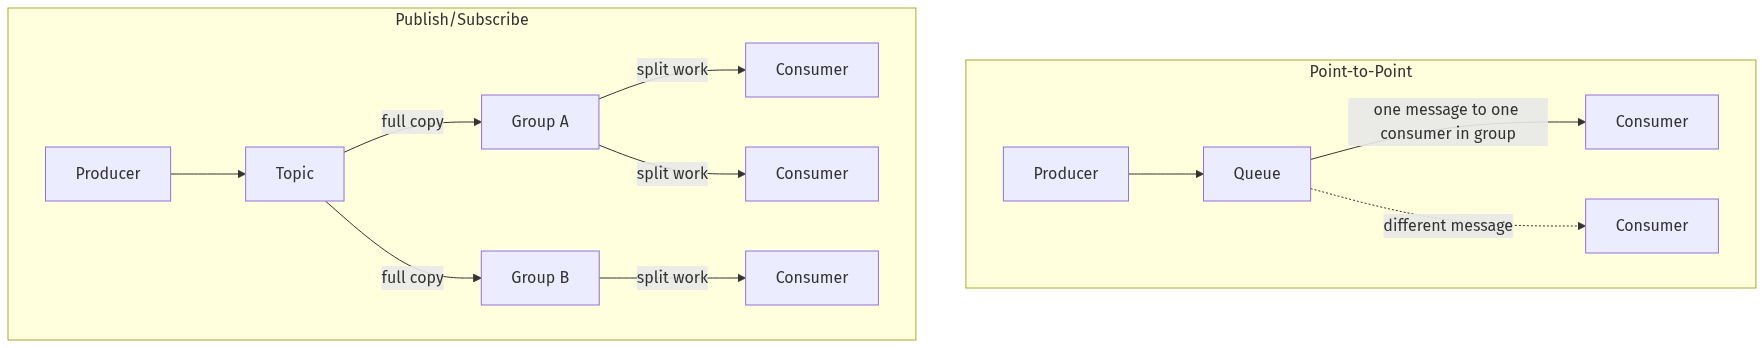 Publish/Subscribe
Producer
Topic
full copy
full copy
Group A
Group B
split work
split work
split work
Consumer
Consumer
Consumer
Point-to-Point
Producer
Queue
one message to one
consumer in group
different message
Consumer
Consumer